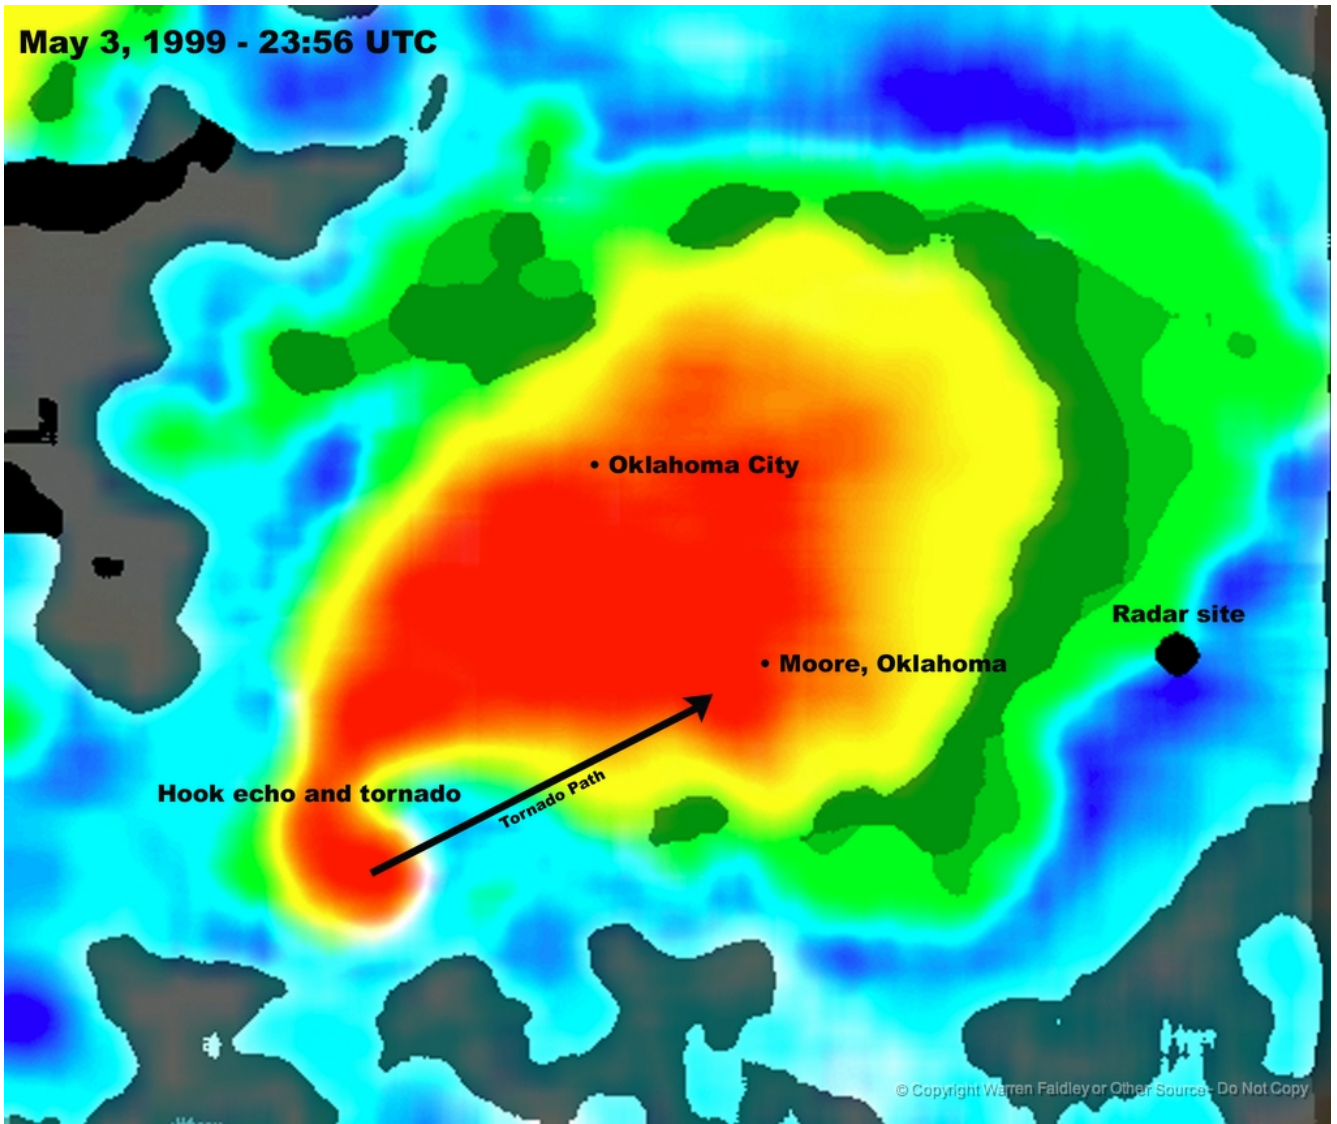 May 3, 1999 - 23:56 UTC
• Oklahoma City
Radar site
• Moore, Oklahoma
Hook echo and tornado
Tornado Path
© Copyright Warren Faidley or Other Source - Do Not Copy